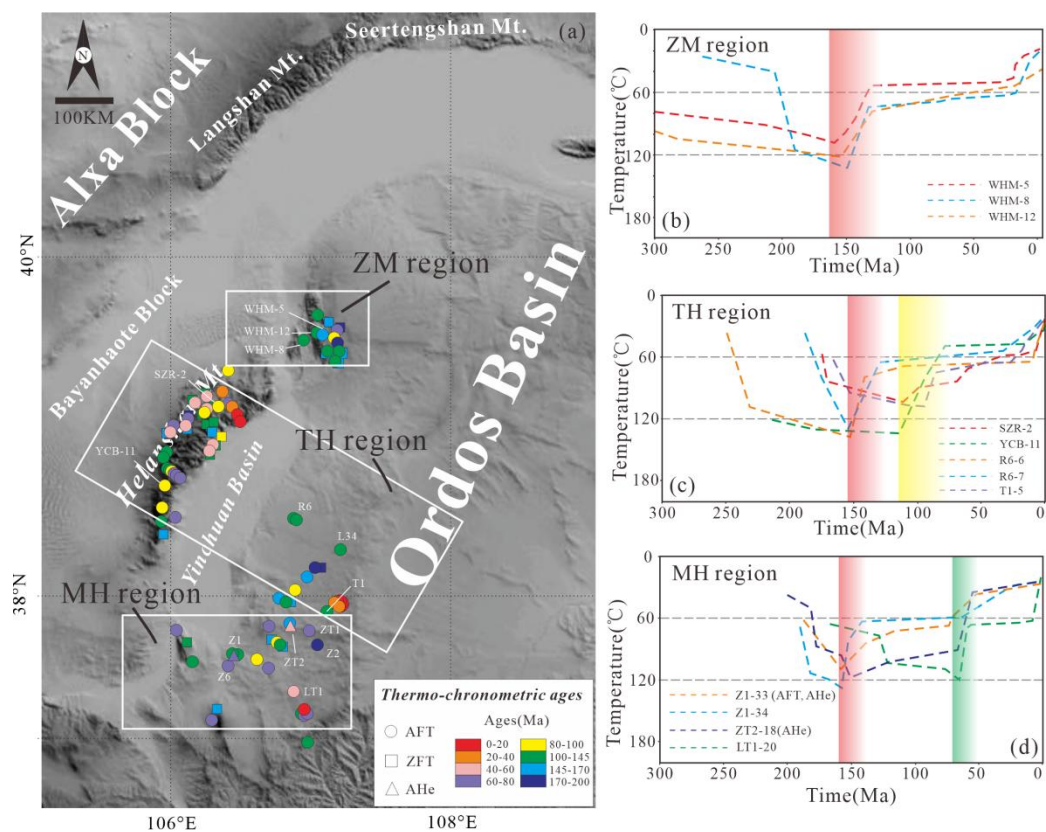 (a)
Seertengshan Mt.
N
100KM
Langshan Mt.
Alxa Block
40°N
ZM region
WHM-5
WHM-12
WHM-8
Bayanhaote Block
SZR-2
Helanshan Mt.
YCB-11
TH region
Ordos Basin
Yinchuan Basin
R6
L34
38°N
T1
MH region
Z1
ZT1
ZT2
Z2
Z6
LT1
Thermo-chronometric ages
AFT
ZFT
AHe
Ages(Ma)
0-20
20-40
40-60
60-80
80-100
100-145
145-170
170-200
106°E
108°E
ZM region
Temperature(℃)
0
60
120
180
(b)
WHM-5
WHM-8
WHM-12
300
250
200
150
100
50
0
Time(Ma)
TH region
Temperature(℃)
0
60
120
200
(c)
SZR-2
YCB-11
R6-6
R6-7
T1-5
300
250
200
150
100
50
0
Time(Ma)
MH region
Temperature(℃)
0
60
120
200
(d)
Z1-33 (AFT, AHe)
Z1-34
ZT2-18(AHe)
LT1-20
300
250
200
150
100
50
0
Time(Ma)